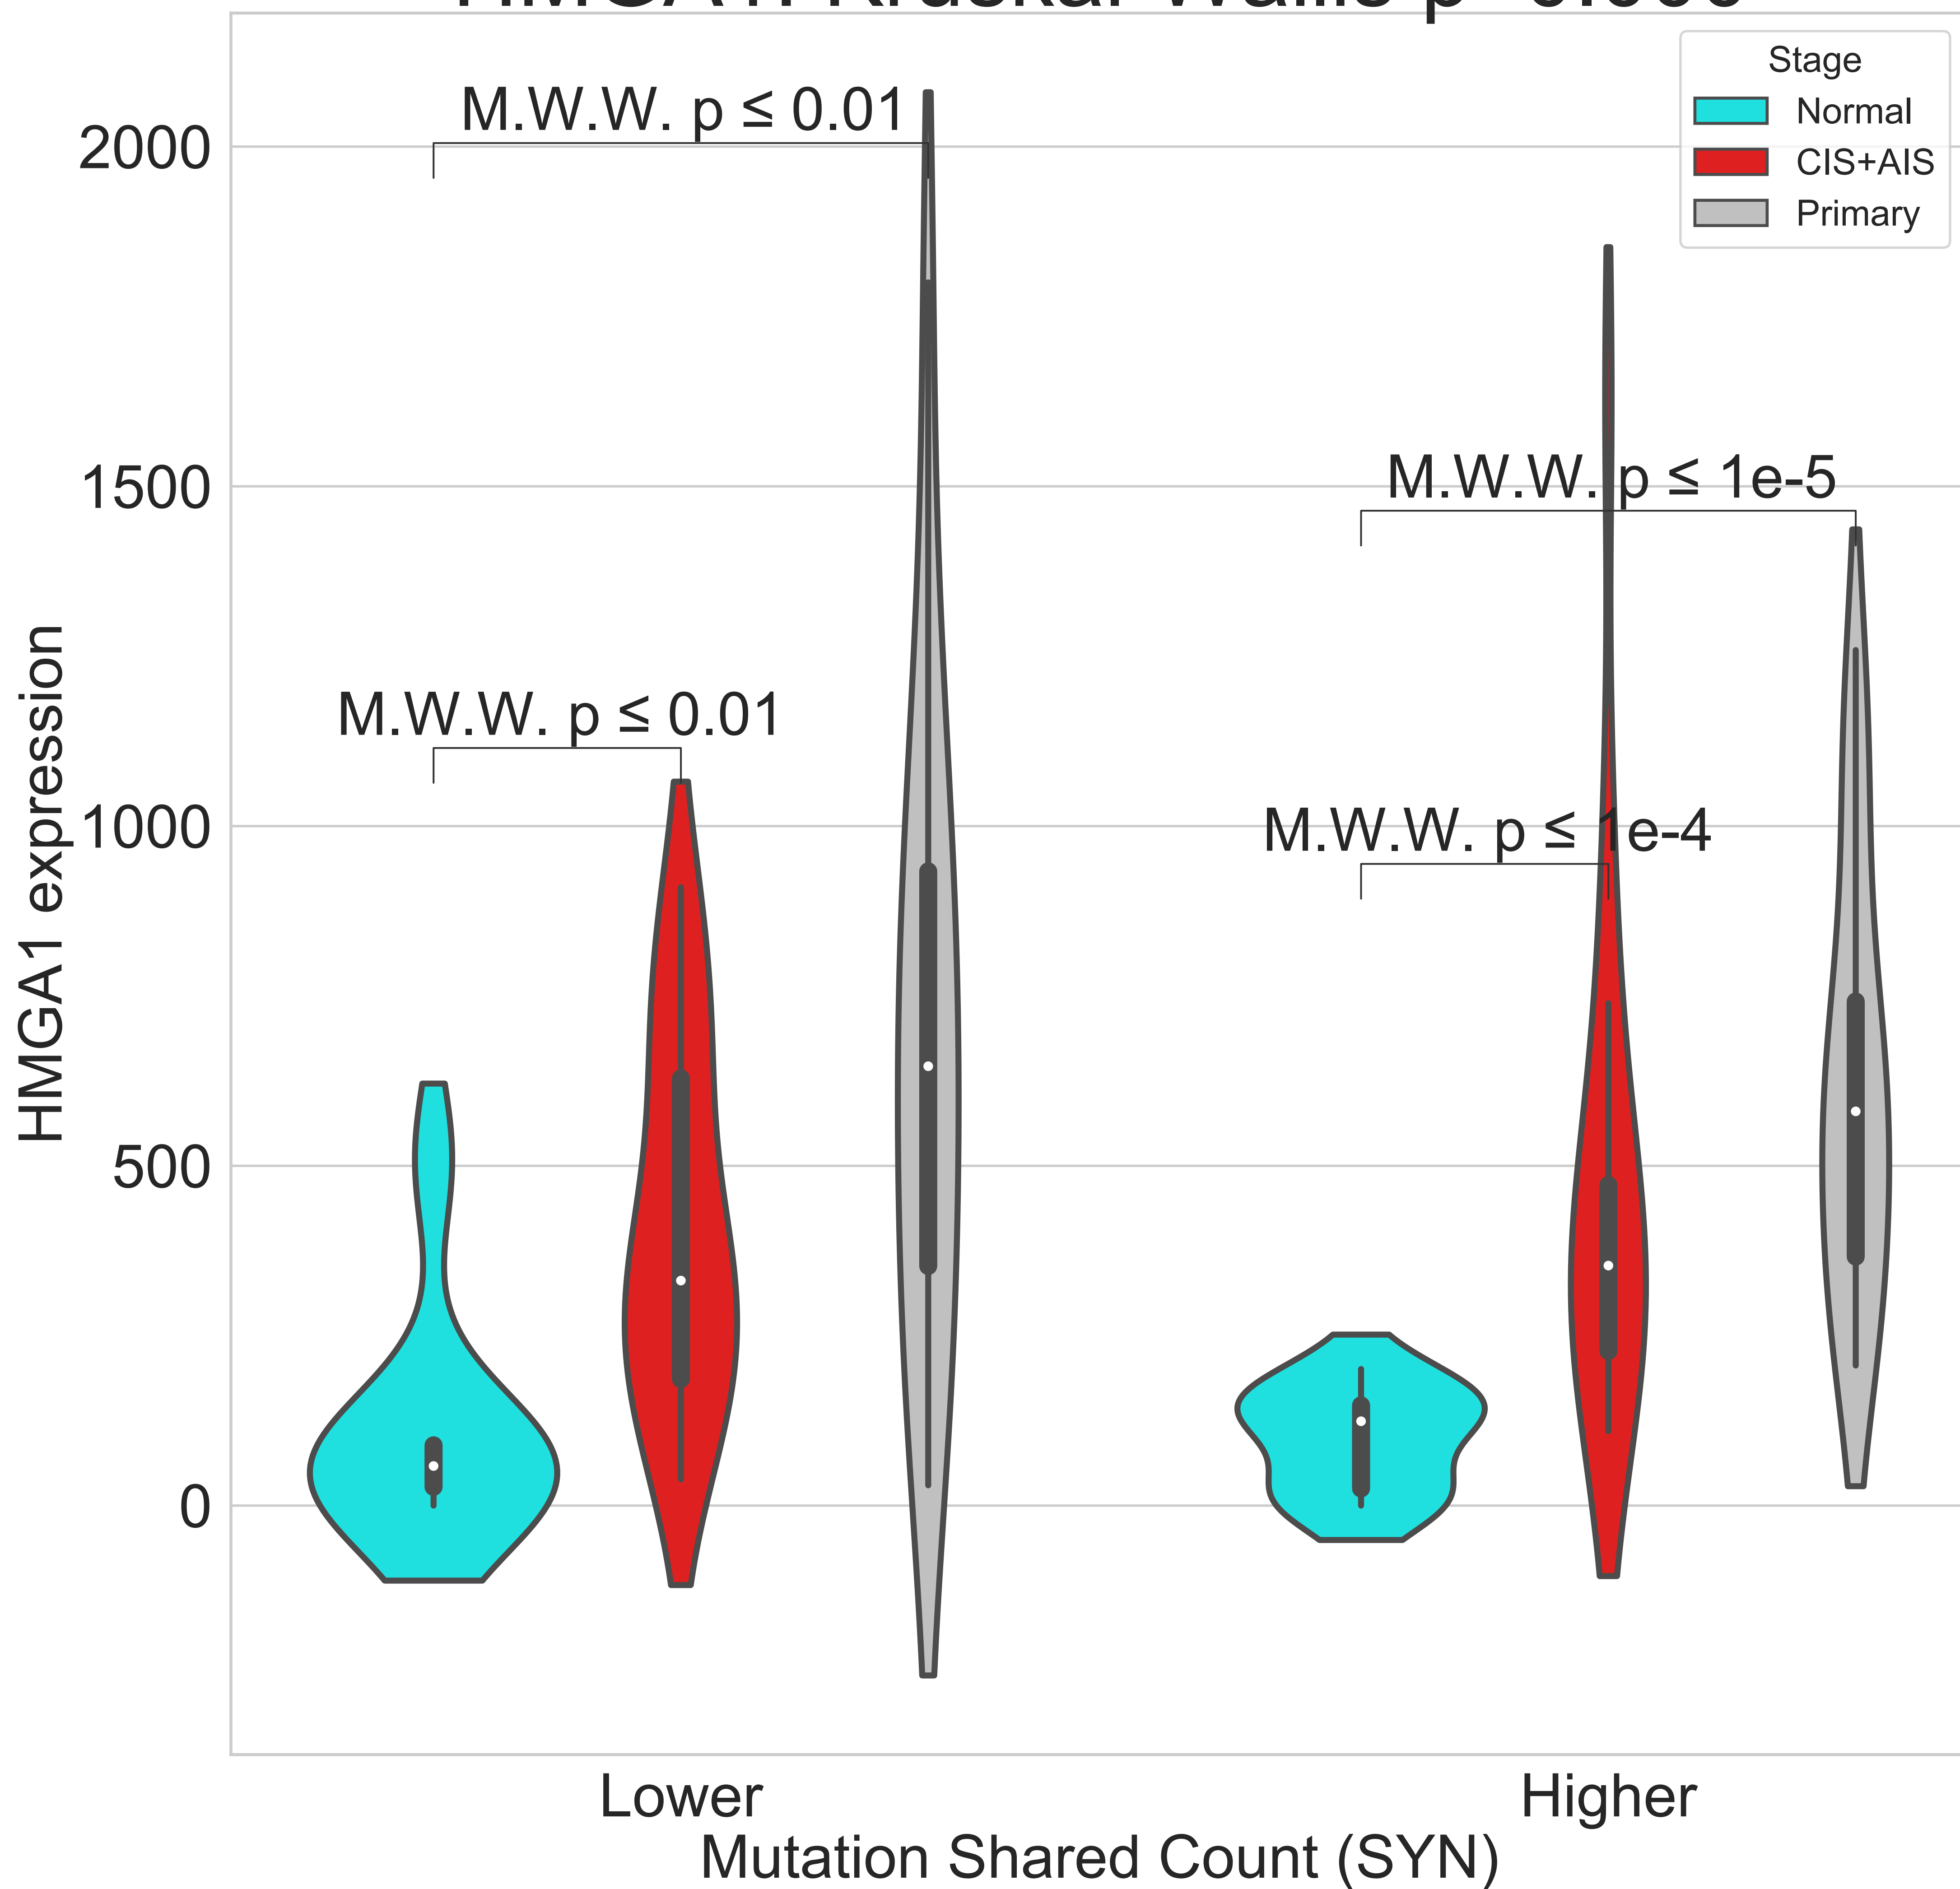 Stage
Normal
CIS+AIS
Primary
M.W.W. p ≤ 0.01
M.W.W. p ≤ 1e-5
M.W.W. p ≤ 0.01
M.W.W. p ≤ 1e-4
HMGA1 expression
2000
1500
1000
500
0
Lower
Higher
Mutation Shared Count (SYN)